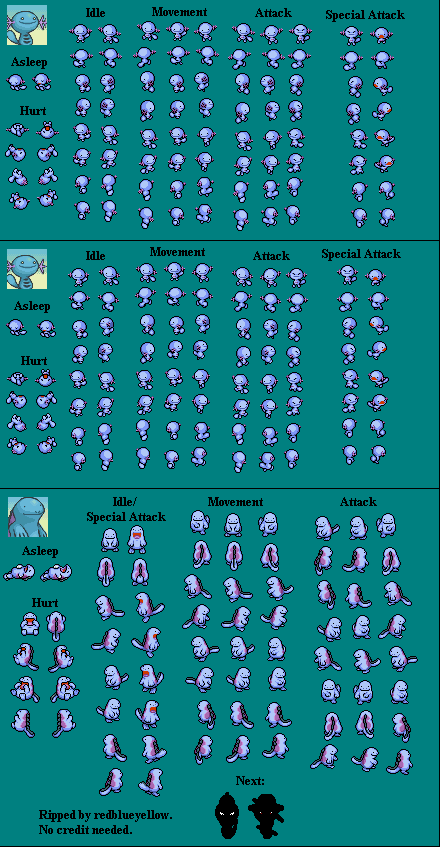 Idle
Movement
Attack
Special Attack
Asleep
Hurt
Idle
Movement
Attack
Special Attack
Asleep
Hurt
Idle/
Special Attack
Movement
Attack
Asleep
Hurt
Next:
Ripped by redblueyellow.
No credit needed.